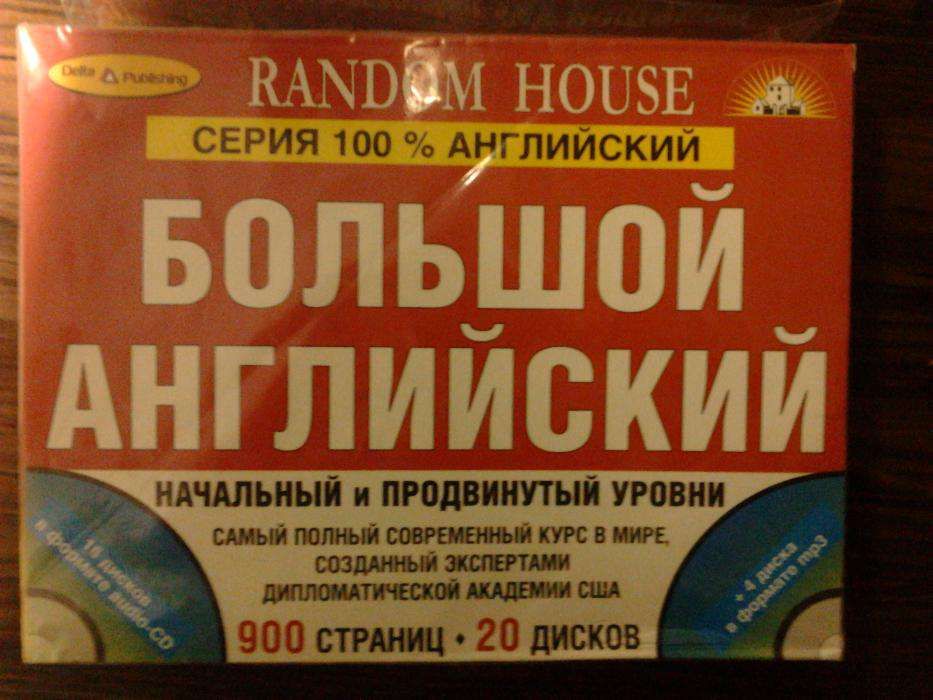 Delta Publishing
RANDOM HOUSE
СЕРИЯ 100 % АНГЛИЙСКИЙ
БОЛЬШОЙ
АНГЛИЙСКИЙ
НАЧАЛЬНЫЙ и ПРОДВИНУТЫЙ УРОВНИ
САМЫЙ ПОЛНЫЙ СОВРЕМЕННЫЙ КУРС В МИРЕ,
СОЗДАННЫЙ ЭКСПЕРТАМИ
ДИПЛОМАТИЧЕСКОЙ АКАДЕМИИ США
900 СТРАНИЦ • 20 ДИСКОВ
16 дисков
в формате audio-CD
+ 4 диска
в формате mp3